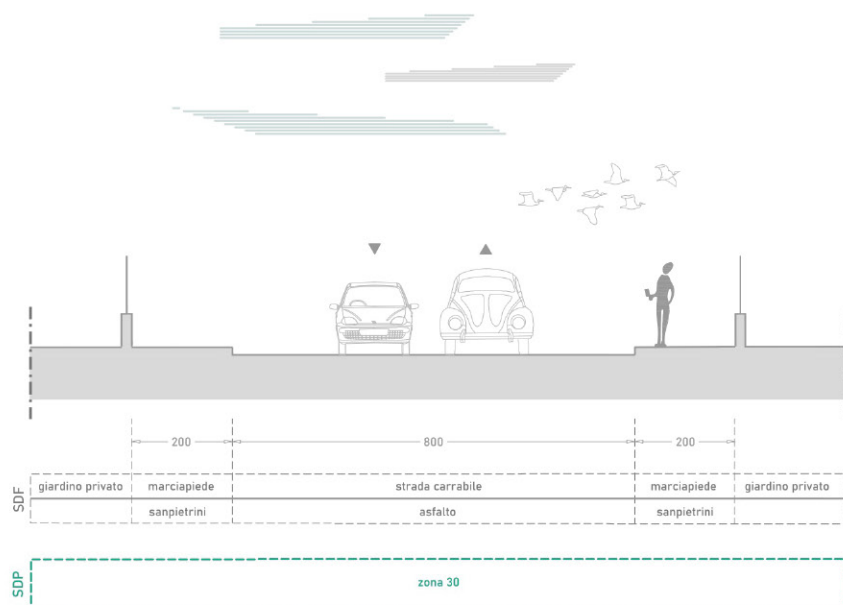 200 800 200
SDF
giardino privato marciapiede strada carrabile marciapiede giardino privato
sanpietrini asfalto sanpietrini
SDP
zona 30